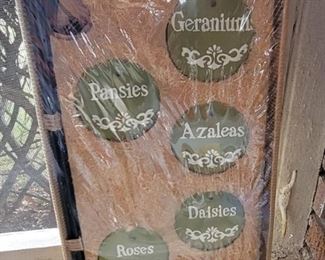 Geranium
Pansies
Azaleas
Daisies
Roses